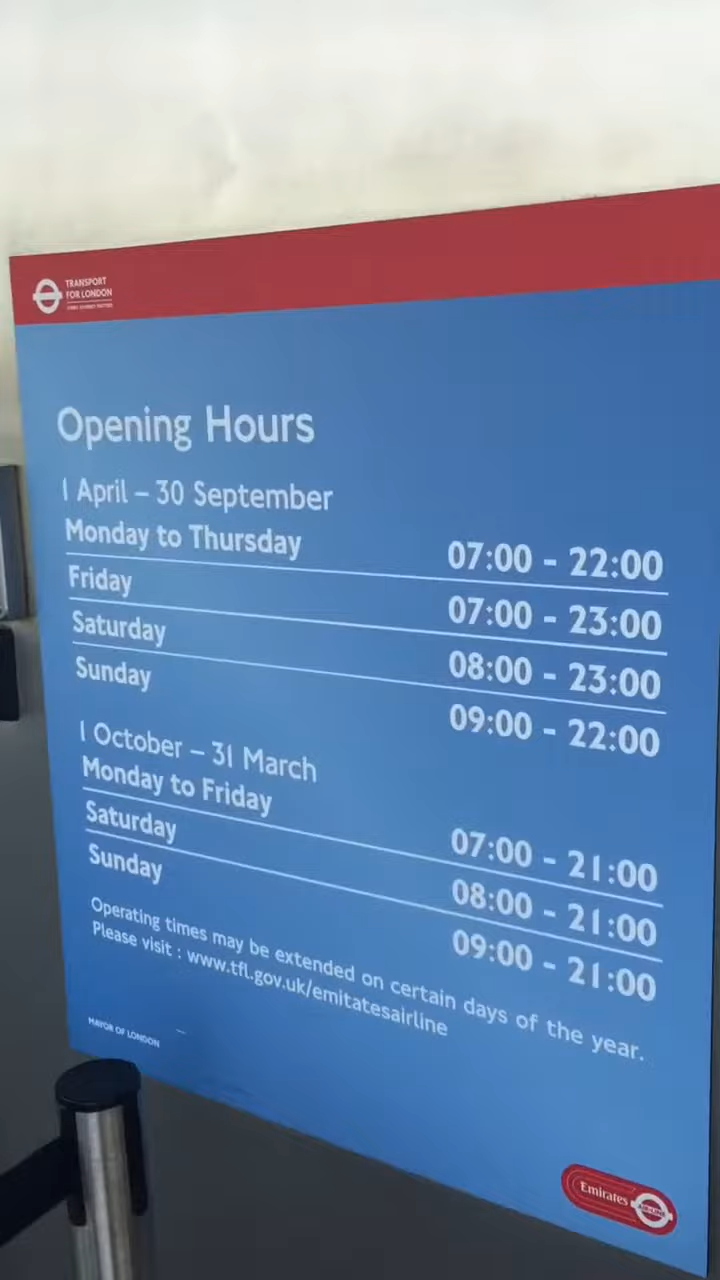 TRANSPORT
FOR LONDON
Opening Hours
1 April – 30 September
Monday to Thursday 07:00 - 22:00
Friday 07:00 - 23:00
Saturday 08:00 - 23:00
Sunday 09:00 - 22:00
1 October – 31 March
Monday to Friday 07:00 - 21:00
Saturday 08:00 - 21:00
Sunday 09:00 - 21:00
Operating times may be extended on certain days of the year.
Please visit : www.tfl.gov.uk/emitatesairline
MAYOR OF LONDON
Emirates